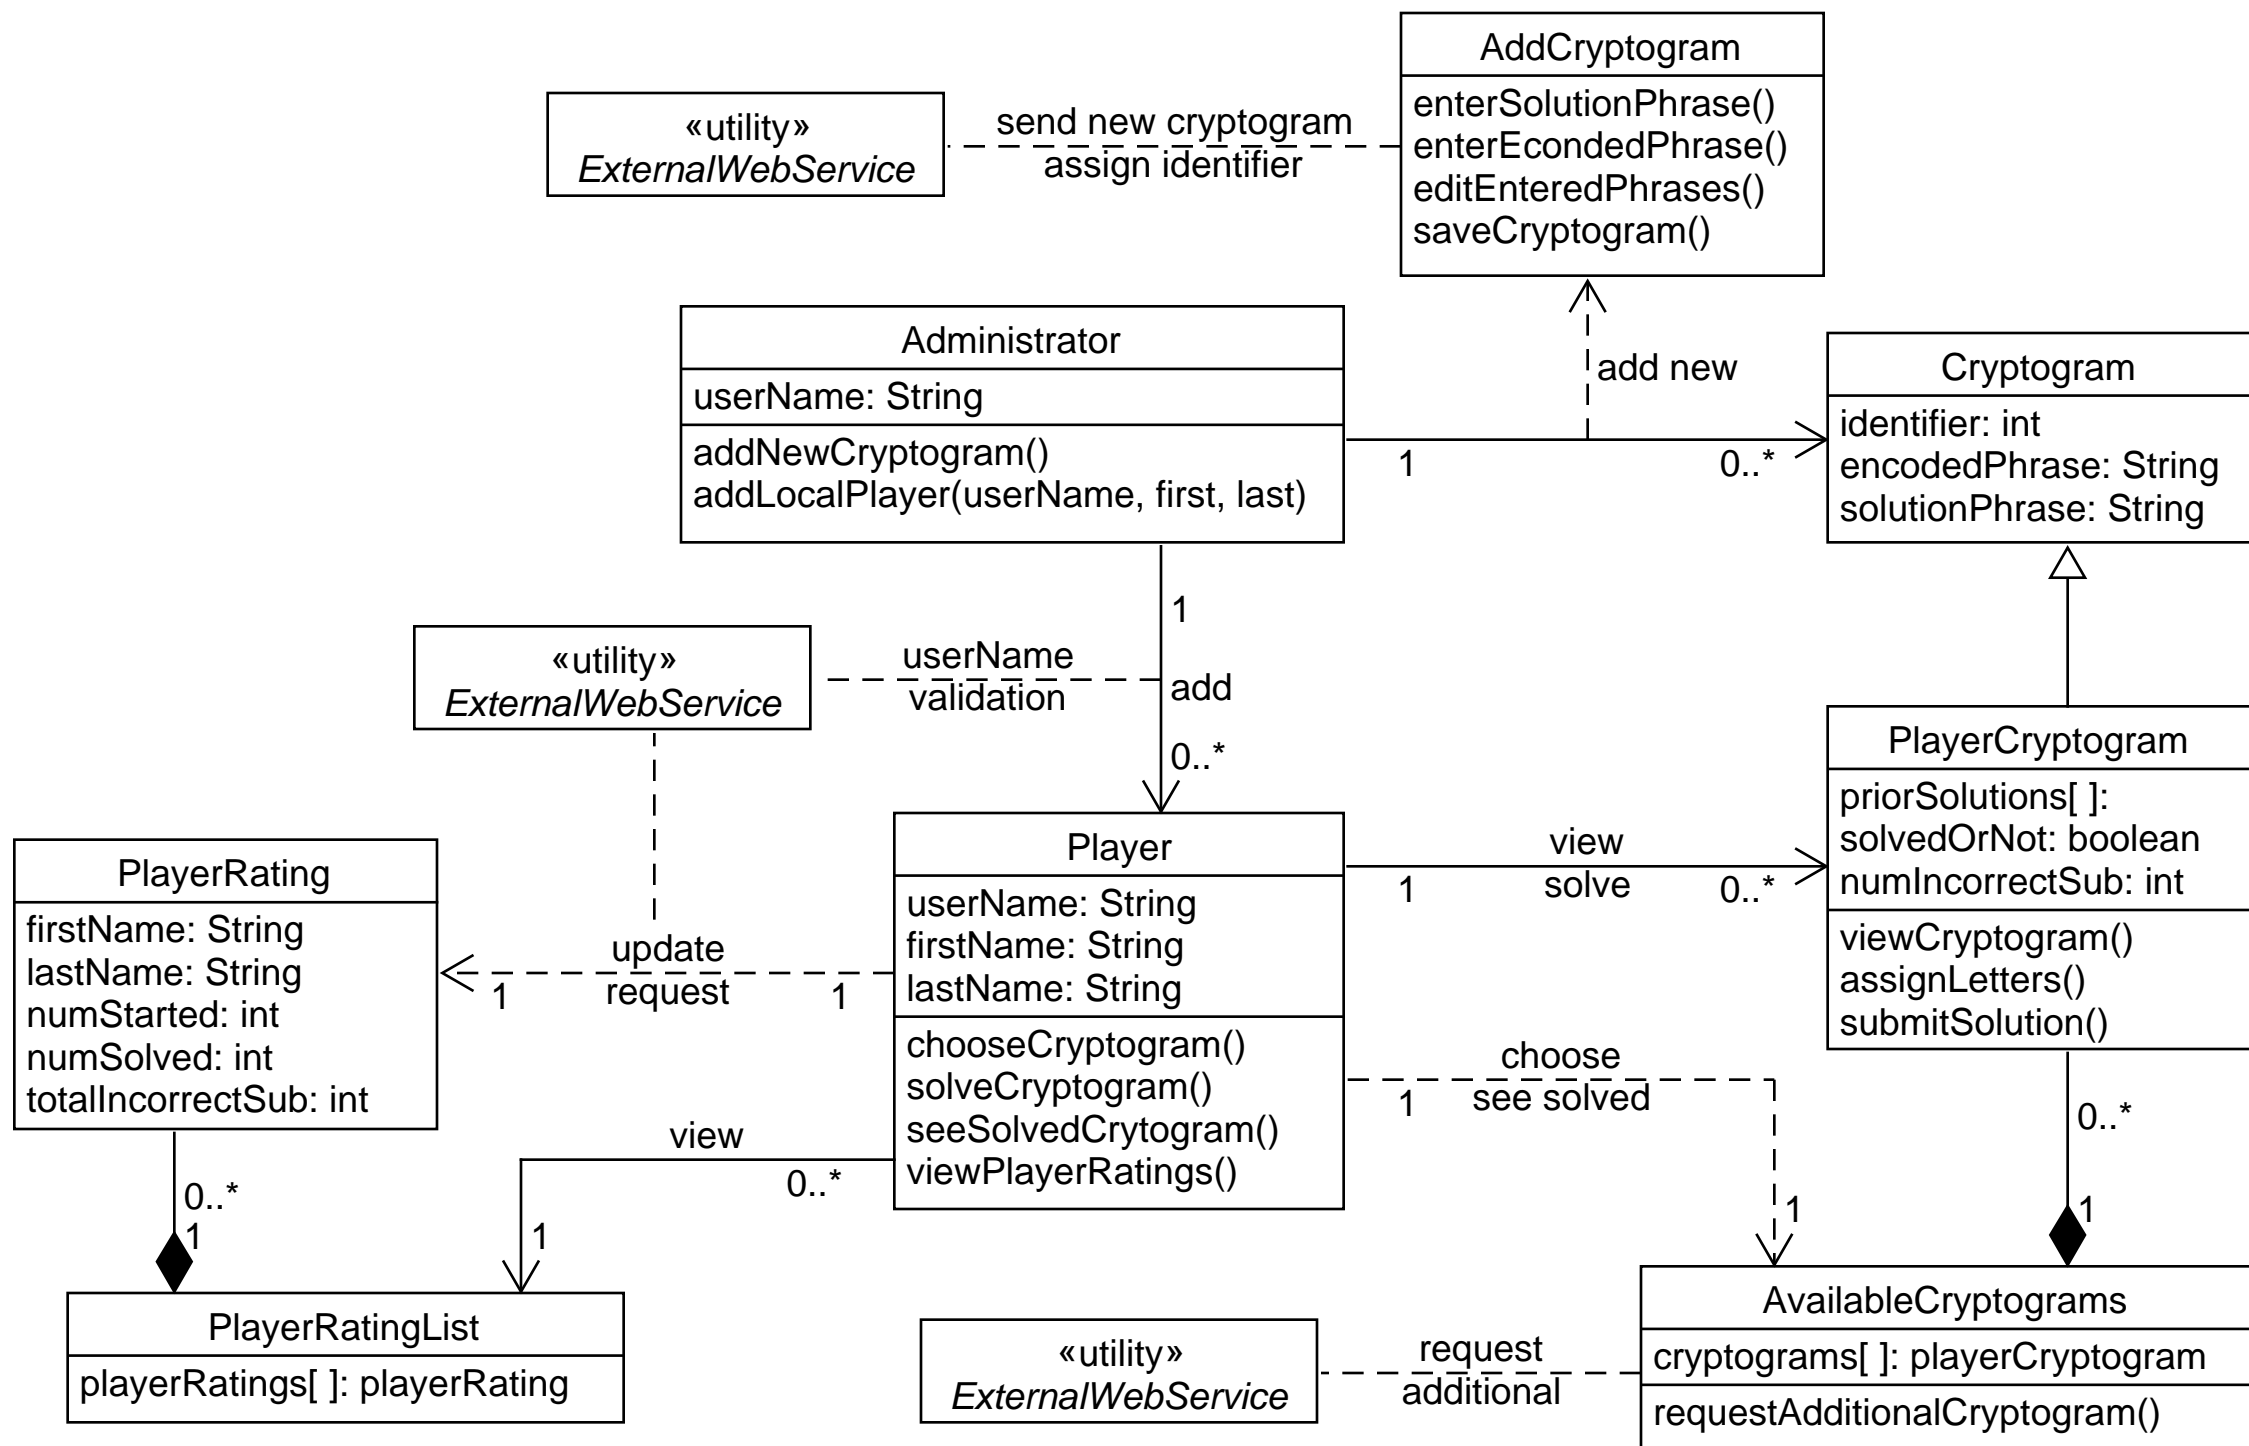 AddCryptogram
enterSolutionPhrase()
enterEcondedPhrase()
editEnteredPhrases()
saveCryptogram()
«utility»
ExternalWebService
send new cryptogram
assign identifier
Administrator
userName: String
addNewCryptogram()
addLocalPlayer(userName, first, last)
add new
1
0..*
Cryptogram
identifier: int
encodedPhrase: String
solutionPhrase: String
1
add
0..*
«utility»
ExternalWebService
userName
validation
PlayerCryptogram
priorSolutions[ ]:
solvedOrNot: boolean
numIncorrectSub: int
viewCryptogram()
assignLetters()
submitSolution()
Player
userName: String
firstName: String
lastName: String
chooseCryptogram()
solveCryptogram()
seeSolvedCrytogram()
viewPlayerRatings()
view
solve
1
0..*
PlayerRating
firstName: String
lastName: String
numStarted: int
numSolved: int
totalIncorrectSub: int
update
request
1
1
choose
see solved
1
1
view
0..*
1
0..*
1
0..*
1
PlayerRatingList
playerRatings[ ]: playerRating
«utility»
ExternalWebService
request
additional
AvailableCryptograms
cryptograms[ ]: playerCryptogram
requestAdditionalCryptogram()